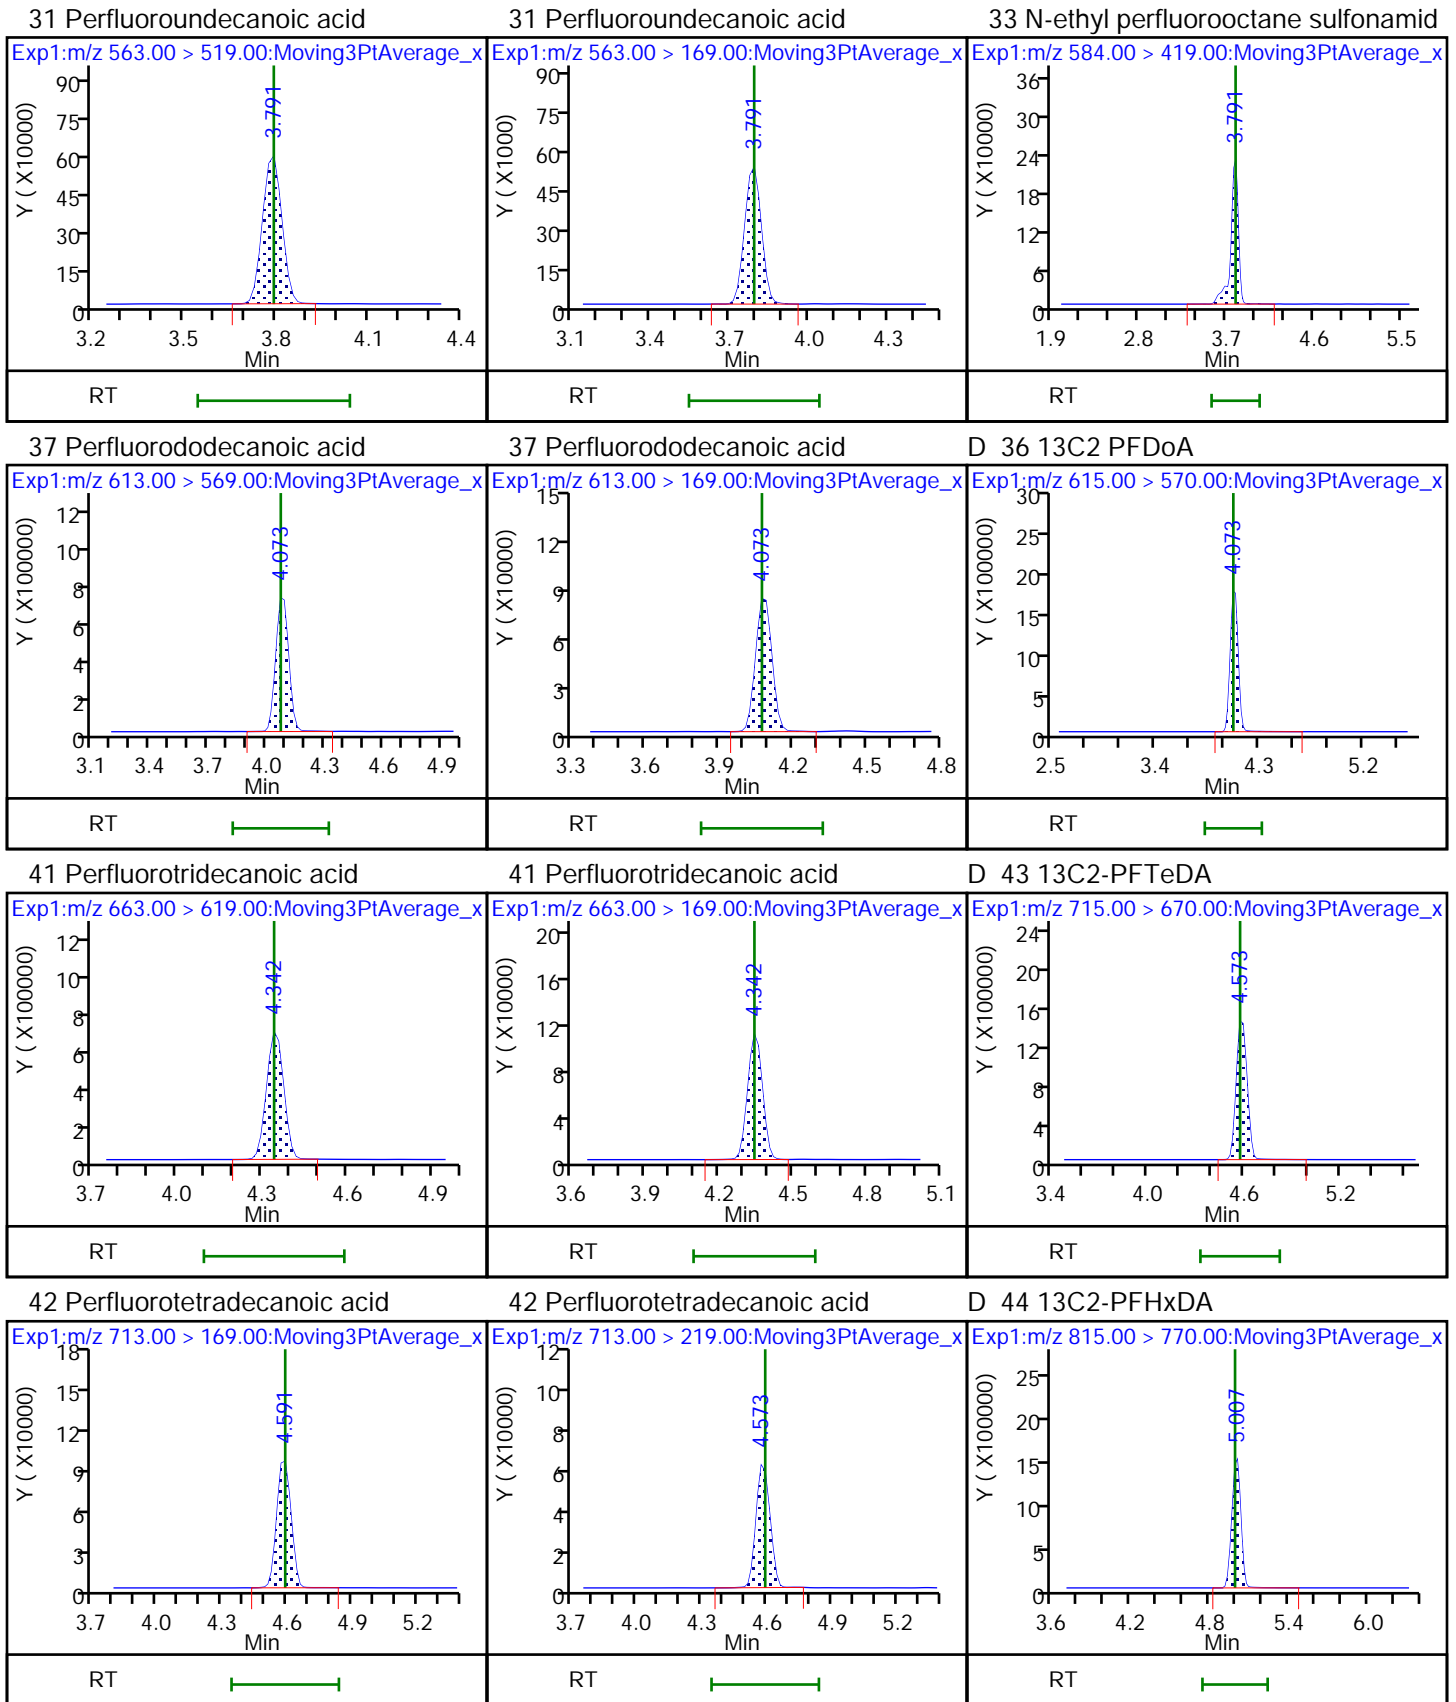 31 Perfluoroundecanoic acid
Exp1:m/z 563.00 > 519.00:Moving3PtAverage_x
Y ( X10000)
90
75
60
45
30
15
0
3.791
3.2 3.5 3.8 4.1 4.4
Min
RT
31 Perfluoroundecanoic acid
Exp1:m/z 563.00 > 169.00:Moving3PtAverage_x
Y ( X1000)
90
75
60
45
30
15
0
3.791
3.1 3.4 3.7 4.0 4.3
Min
RT
33 N-ethyl perfluorooctane sulfonamid
Exp1:m/z 584.00 > 419.00:Moving3PtAverage_x
Y ( X10000)
36
30
24
18
12
6
0
3.791
1.9 2.8 3.7 4.6 5.5
Min
RT
37 Perfluorododecanoic acid
Exp1:m/z 613.00 > 569.00:Moving3PtAverage_x
Y ( X100000)
12
10
8
6
4
2
0
4.073
3.1 3.4 3.7 4.0 4.3 4.6 4.9
Min
RT
37 Perfluorododecanoic acid
Exp1:m/z 613.00 > 169.00:Moving3PtAverage_x
Y ( X10000)
15
12
9
6
3
0
4.073
3.3 3.6 3.9 4.2 4.5 4.8
Min
RT
D 36 13C2 PFDoA
Exp1:m/z 615.00 > 570.00:Moving3PtAverage_x
Y ( X100000)
30
25
20
15
10
5
0
4.073
2.5 3.4 4.3 5.2
Min
RT
41 Perfluorotridecanoic acid
Exp1:m/z 663.00 > 619.00:Moving3PtAverage_x
Y ( X100000)
12
10
8
6
4
2
0
4.342
3.7 4.0 4.3 4.6 4.9
Min
RT
41 Perfluorotridecanoic acid
Exp1:m/z 663.00 > 169.00:Moving3PtAverage_x
Y ( X10000)
20
16
12
8
4
0
4.342
3.6 3.9 4.2 4.5 4.8 5.1
Min
RT
D 43 13C2-PFTeDA
Exp1:m/z 715.00 > 670.00:Moving3PtAverage_x
Y ( X100000)
24
20
16
12
8
4
0
4.573
3.4 4.0 4.6 5.2
Min
RT
42 Perfluorotetradecanoic acid
Exp1:m/z 713.00 > 169.00:Moving3PtAverage_x
Y ( X10000)
18
15
12
9
6
3
0
4.591
3.7 4.0 4.3 4.6 4.9 5.2
Min
RT
42 Perfluorotetradecanoic acid
Exp1:m/z 713.00 > 219.00:Moving3PtAverage_x
Y ( X10000)
12
10
8
6
4
2
0
4.573
3.7 4.0 4.3 4.6 4.9 5.2
Min
RT
D 44 13C2-PFHxDA
Exp1:m/z 815.00 > 770.00:Moving3PtAverage_x
Y ( X100000)
25
20
15
10
5
0
5.007
3.6 4.2 4.8 5.4 6.0
Min
RT